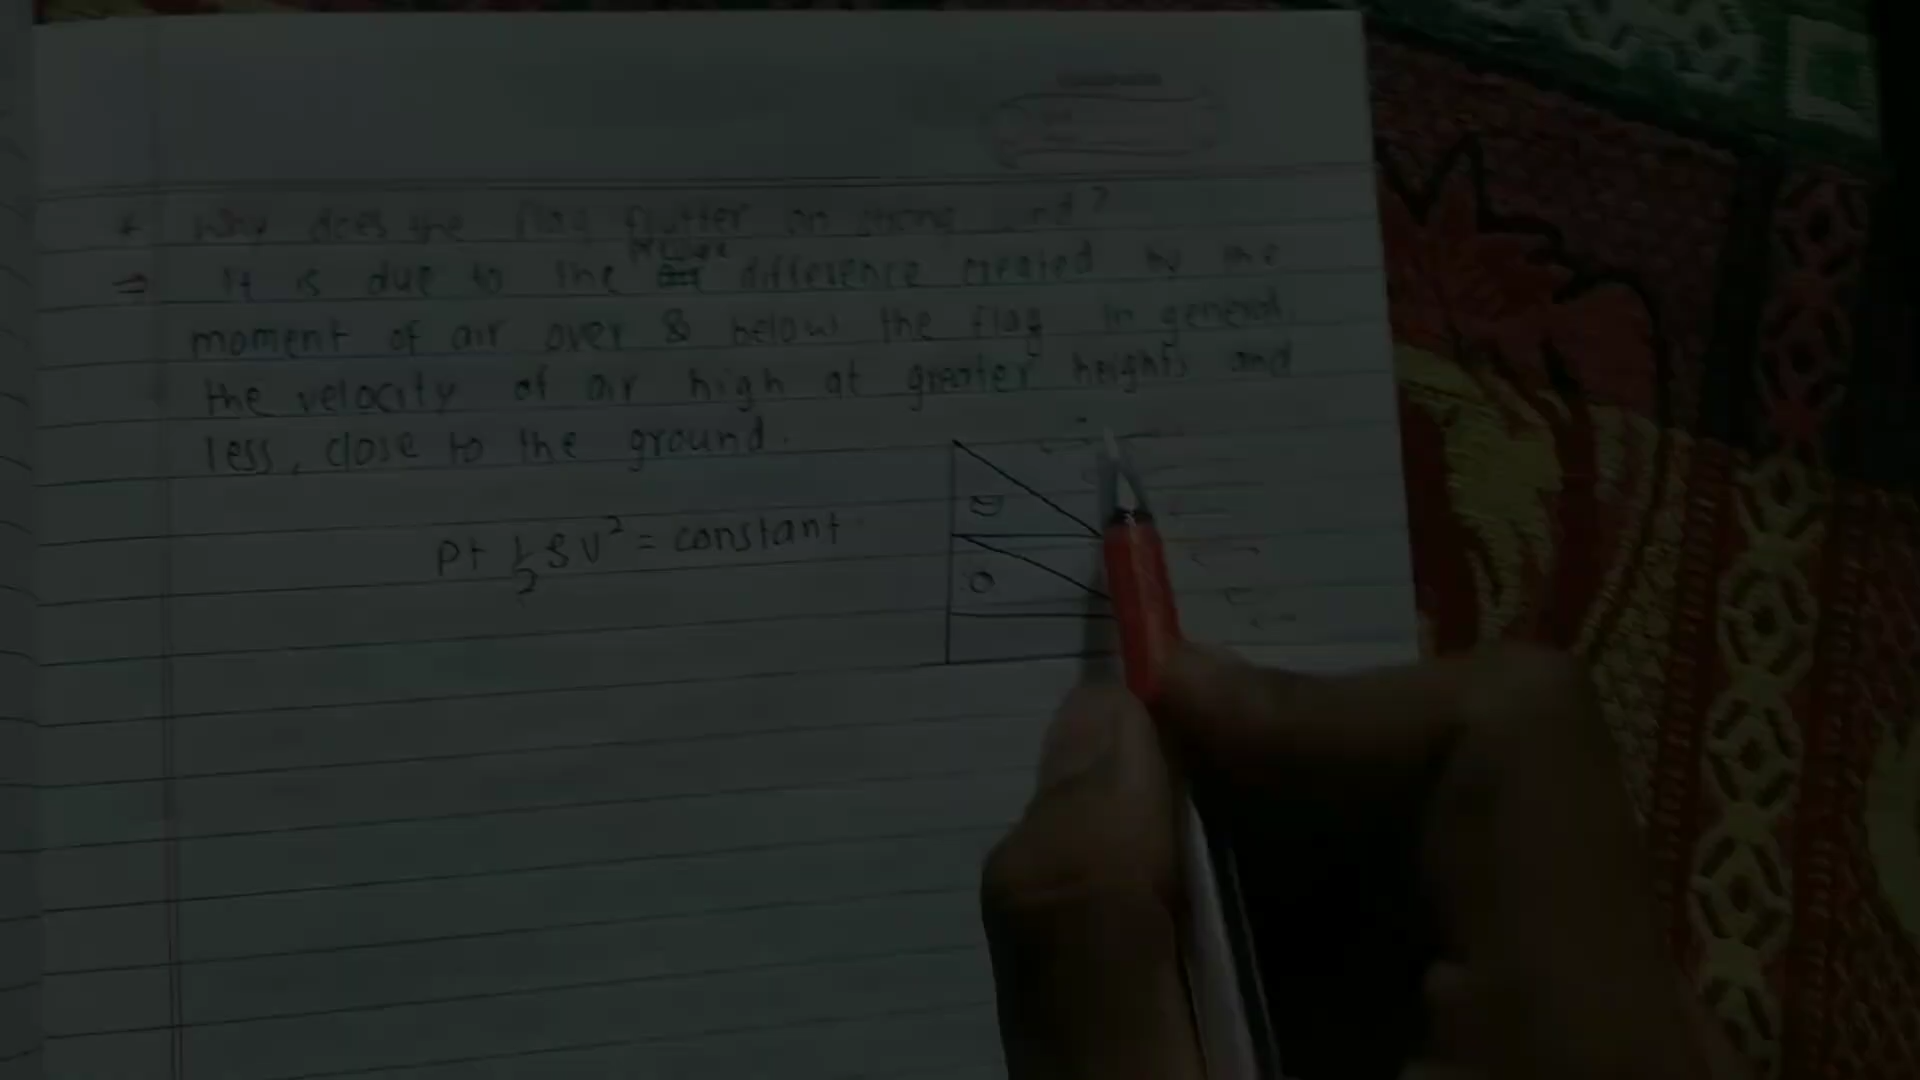 * Why does the flag flutter on strong wind?
⇒ It is due to the pressure difference created by the
moment of air over & below the flag in general,
the velocity of air high at greater heights and
less, close to the ground.
P+ 1/2 ρv² = constant